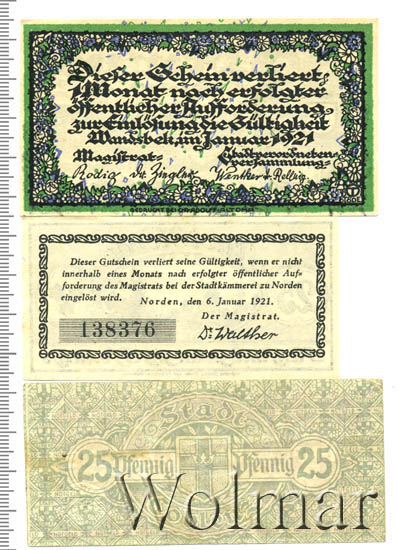 Dieser Schein verliert
1 Monat nach erfolgter
öffentlicher Aufforderung
zur Einlösung die Gültigkeit
Wandsbek, im Januar 1921
Magistrat Stadtverordneten-
versammlung
GEDRUCKT BEI
Dieser Gutschein verliert seine Gültigkeit, wenn er nicht
innerhalb eines Monats nach erfolgter öffentlicher Auf-
forderung des Magistrats bei der Stadtkämmerei zu Norden
eingelöst wird.
Norden, den 6. Januar 1921.
Der Magistrat.
138376
Dr Walther
Stadt
25 Pfennig Pfennig 25
Wolmar